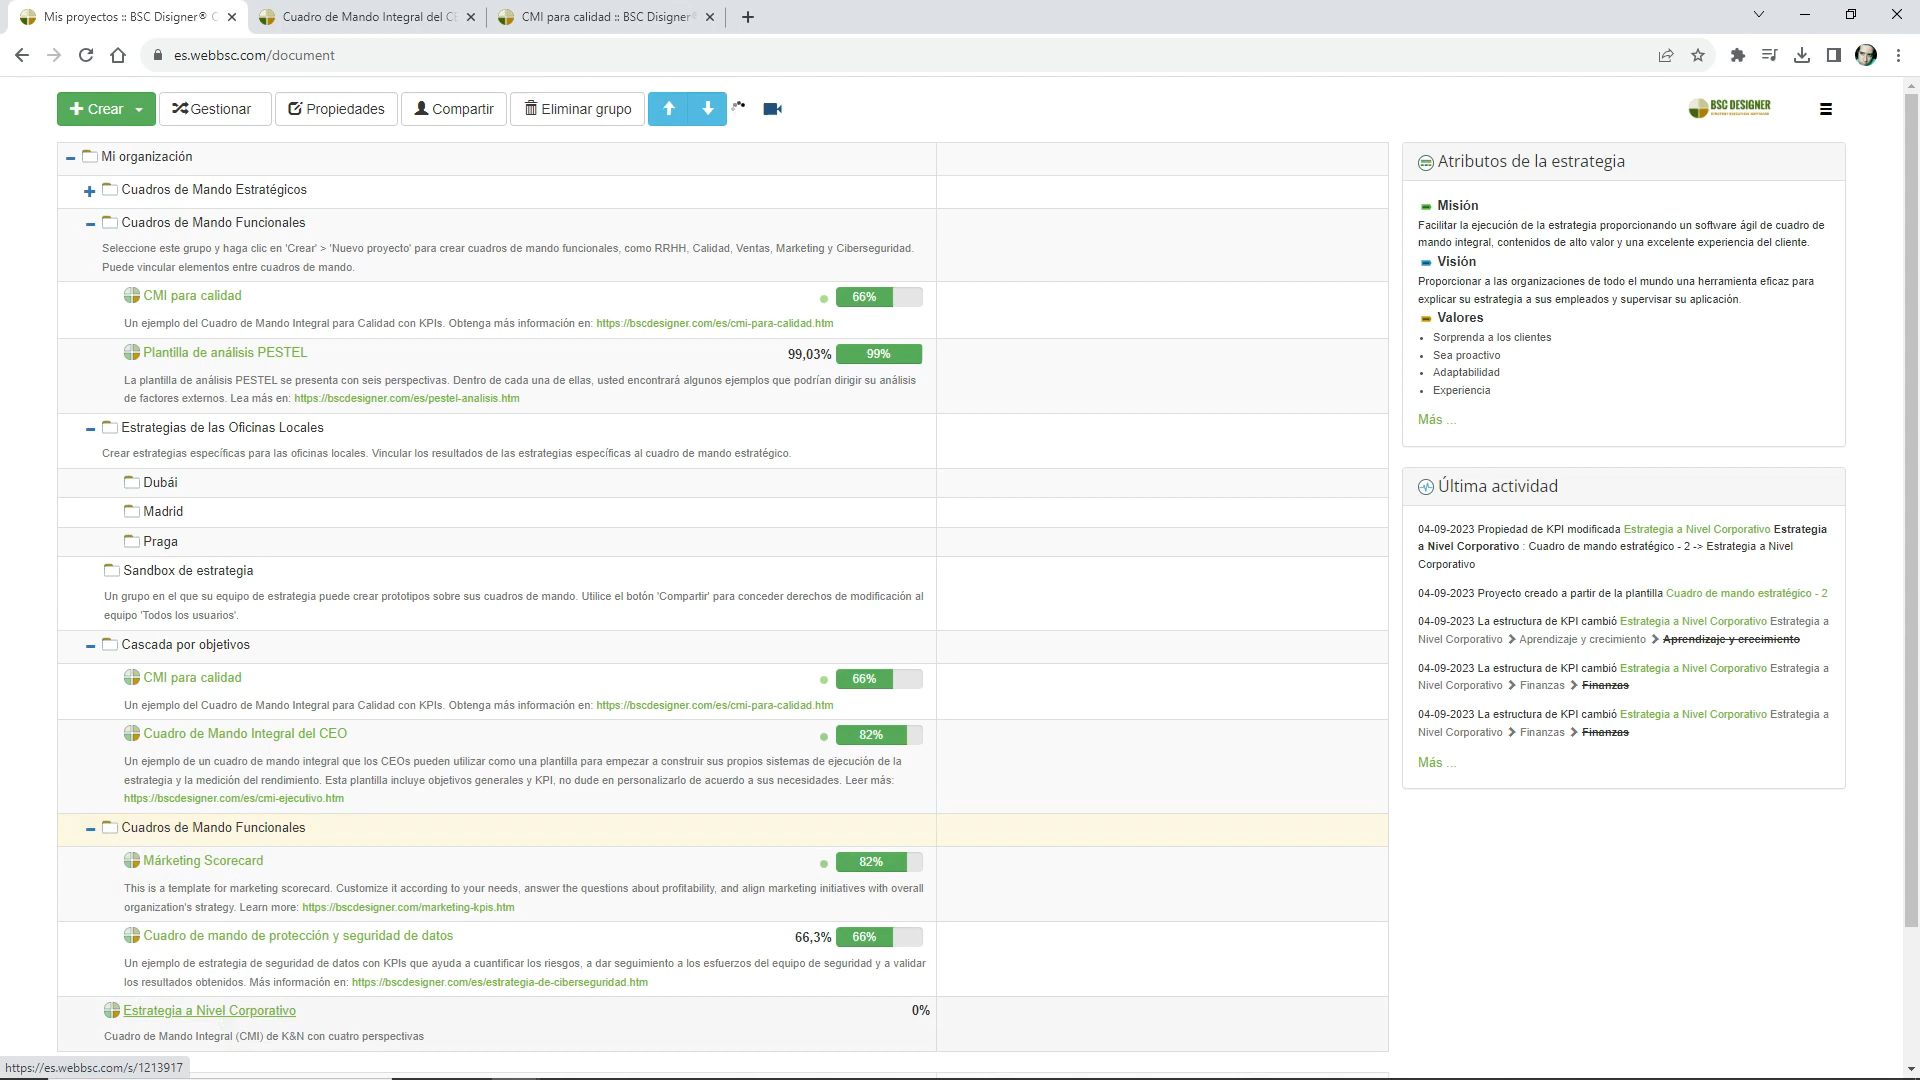 Mis proyectos :: BSC Disigner® C
Cuadro de Mando Integral del CE
CMI para calidad :: BSC Disigner
es.webbsc.com/document
Crear
Gestionar
Propiedades
Compartir
Eliminar grupo
BSC DESIGNER
Mi organización
Cuadros de Mando Estratégicos
Cuadros de Mando Funcionales
Seleccione este grupo y haga clic en 'Crear' > 'Nuevo proyecto' para crear cuadros de mando funcionales, como RRHH, Calidad, Ventas, Marketing y Ciberseguridad.
Puede vincular elementos entre cuadros de mando.
CMI para calidad
66%
Un ejemplo del Cuadro de Mando Integral para Calidad con KPIs. Obtenga más información en: https://bscdesigner.com/es/cmi-para-calidad.htm
Plantilla de análisis PESTEL
99,03% 99%
La plantilla de análisis PESTEL se presenta con seis perspectivas. Dentro de cada una de ellas, usted encontrará algunos ejemplos que podrían dirigir su análisis
de factores externos. Lea más en: https://bscdesigner.com/es/pestel-analisis.htm
Estrategias de las Oficinas Locales
Crear estrategias específicas para las oficinas locales. Vincular los resultados de las estrategias específicas al cuadro de mando estratégico.
Dubái
Madrid
Praga
Sandbox de estrategia
Un grupo en el que su equipo de estrategia puede crear prototipos sobre sus cuadros de mando. Utilice el botón 'Compartir' para conceder derechos de modificación al
equipo 'Todos los usuarios'.
Cascada por objetivos
CMI para calidad
66%
Un ejemplo del Cuadro de Mando Integral para Calidad con KPIs. Obtenga más información en: https://bscdesigner.com/es/cmi-para-calidad.htm
Cuadro de Mando Integral del CEO
82%
Un ejemplo de un cuadro de mando integral que los CEOs pueden utilizar como una plantilla para empezar a construir sus propios sistemas de ejecución de la
estrategia y la medición del rendimiento. Esta plantilla incluye objetivos generales y KPI, no dude en personalizarlo de acuerdo a sus necesidades. Leer más:
https://bscdesigner.com/es/cmi-ejecutivo.htm
Cuadros de Mando Funcionales
Márketing Scorecard
82%
This is a template for marketing scorecard. Customize it according to your needs, answer the questions about profitability, and align marketing initiatives with overall
organization's strategy. Learn more: https://bscdesigner.com/marketing-kpis.htm
Cuadro de mando de protección y seguridad de datos
66,3% 66%
Un ejemplo de estrategia de seguridad de datos con KPIs que ayuda a cuantificar los riesgos, a dar seguimiento a los esfuerzos del equipo de seguridad y a validar
los resultados obtenidos. Más información en: https://bscdesigner.com/es/estrategia-de-ciberseguridad.htm
Estrategia a Nivel Corporativo
0%
Cuadro de Mando Integral (CMI) de K&N con cuatro perspectivas
https://es.webbsc.com/s/1213917
Atributos de la estrategia
Misión
Facilitar la ejecución de la estrategia proporcionando un software ágil de cuadro de
mando integral, contenidos de alto valor y una excelente experiencia del cliente.
Visión
Proporcionar a las organizaciones de todo el mundo una herramienta eficaz para
explicar su estrategia a sus empleados y supervisar su aplicación.
Valores
• Sorprenda a los clientes
• Sea proactivo
• Adaptabilidad
• Experiencia
Más ...
Última actividad
04-09-2023 Propiedad de KPI modificada Estrategia a Nivel Corporativo Estrategia
a Nivel Corporativo : Cuadro de mando estratégico - 2 -> Estrategia a Nivel
Corporativo
04-09-2023 Proyecto creado a partir de la plantilla Cuadro de mando estratégico - 2
04-09-2023 La estructura de KPI cambió Estrategia a Nivel Corporativo Estrategia a
Nivel Corporativo > Aprendizaje y crecimiento > Aprendizaje y crecimiento
04-09-2023 La estructura de KPI cambió Estrategia a Nivel Corporativo Estrategia a
Nivel Corporativo > Finanzas > Finanzas
04-09-2023 La estructura de KPI cambió Estrategia a Nivel Corporativo Estrategia a
Nivel Corporativo > Finanzas > Finanzas
Más ...